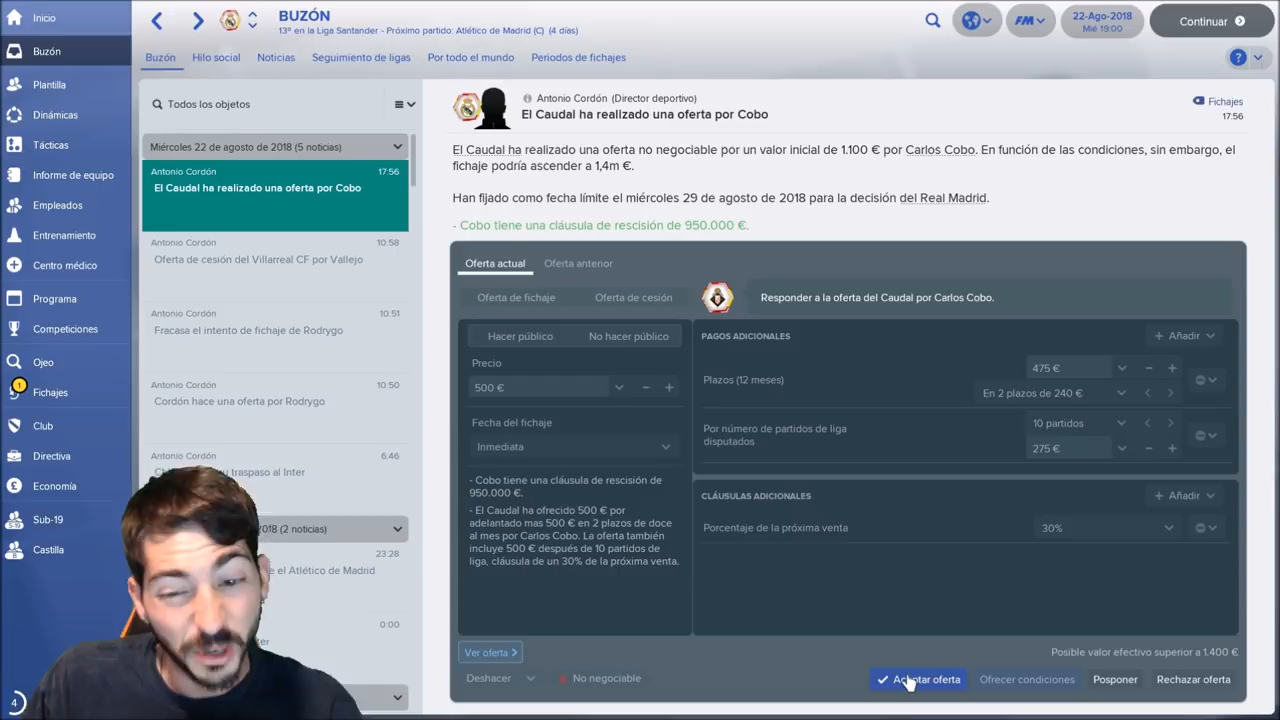 Inicio
Buzón
Plantilla
Dinámicas
Tácticas
Informe de equipo
Empleados
Entrenamiento
Centro médico
Programa
Competiciones
Ojeo
1
Fichajes
Club
Directiva
Economía
Sub-19
Castilla
4
BUZÓN
13º en la Liga Santander - Próximo partido: Atlético de Madrid (C) (4 días)
FM
22-Ago-2018
Mié 19:00
Continuar
Buzón
Hilo social
Noticias
Seguimiento de ligas
Por todo el mundo
Periodos de fichajes
?
Todos los objetos
Miércoles 22 de agosto de 2018 (5 noticias)
Antonio Cordón 17:56
El Caudal ha realizado una oferta por Cobo
Antonio Cordón 10:58
Oferta de cesión del Villarreal CF por Vallejo
Antonio Cordón 10:51
Fracasa el intento de fichaje de Rodrygo
Antonio Cordón 10:50
Cordón hace una oferta por Rodrygo
Antonio Cordón 6:46
su traspaso al Inter
2018 (2 noticias)
23:28
e el Atlético de Madrid
0:00
Antonio Cordón (Director deportivo)
El Caudal ha realizado una oferta por Cobo
Fichajes
17:56
El Caudal ha realizado una oferta no negociable por un valor inicial de 1.100 € por Carlos Cobo. En función de las condiciones, sin embargo, el
fichaje podría ascender a 1,4m €.
Han fijado como fecha límite el miércoles 29 de agosto de 2018 para la decisión del Real Madrid.
- Cobo tiene una cláusula de rescisión de 950.000 €.
Oferta actual
Oferta anterior
Oferta de fichaje
Oferta de cesión
Responder a la oferta del Caudal por Carlos Cobo.
Hacer público
No hacer público
Precio
500 €
Fecha del fichaje
Inmediata
- Cobo tiene una cláusula de rescisión de
950.000 €.
- El Caudal ha ofrecido 500 € por
adelantado mas 500 € en 2 plazos de doce
al mes por Carlos Cobo. La oferta también
incluye 500 € después de 10 partidos de
liga, cláusula de un 30% de la próxima venta.
PAGOS ADICIONALES
+ Añadir
Plazos (12 meses)
475 €
En 2 plazos de 240 €
Por número de partidos de liga
disputados
10 partidos
275 €
CLÁUSULAS ADICIONALES
+ Añadir
Porcentaje de la próxima venta
30%
Ver oferta
Posible valor efectivo superior a 1.400 €
Deshacer
No negociable
Aceptar oferta
Ofrecer condiciones
Posponer
Rechazar oferta